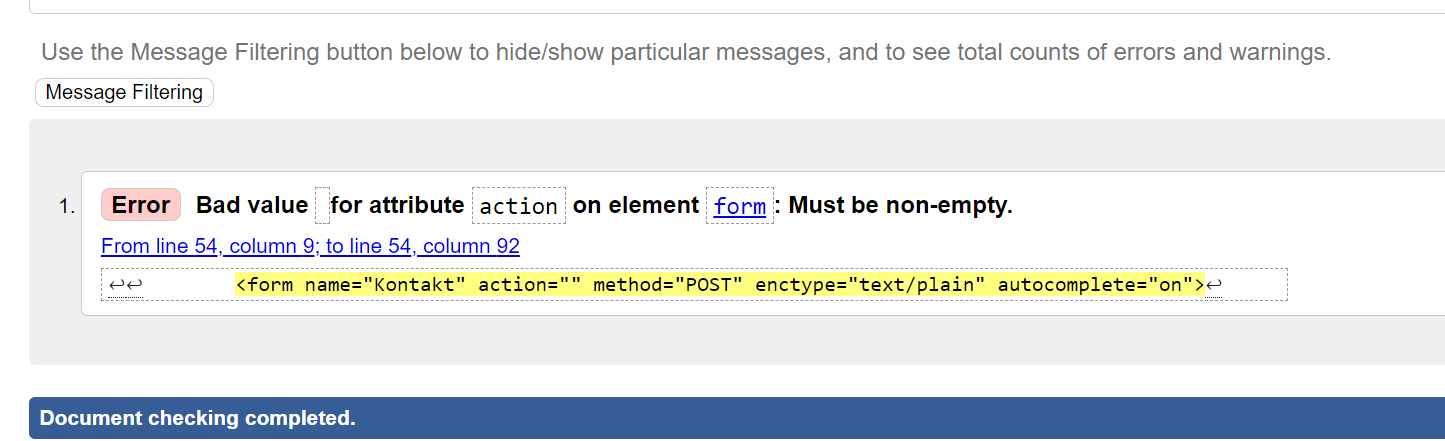 Use the Message Filtering button below to hide/show particular messages, and to see total counts of errors and warnings.
Message Filtering
1. Error Bad value for attribute action on element form: Must be non-empty.
From line 54, column 9; to line 54, column 92
↩↩ <form name="Kontakt" action="" method="POST" enctype="text/plain" autocomplete="on">↩
Document checking completed.